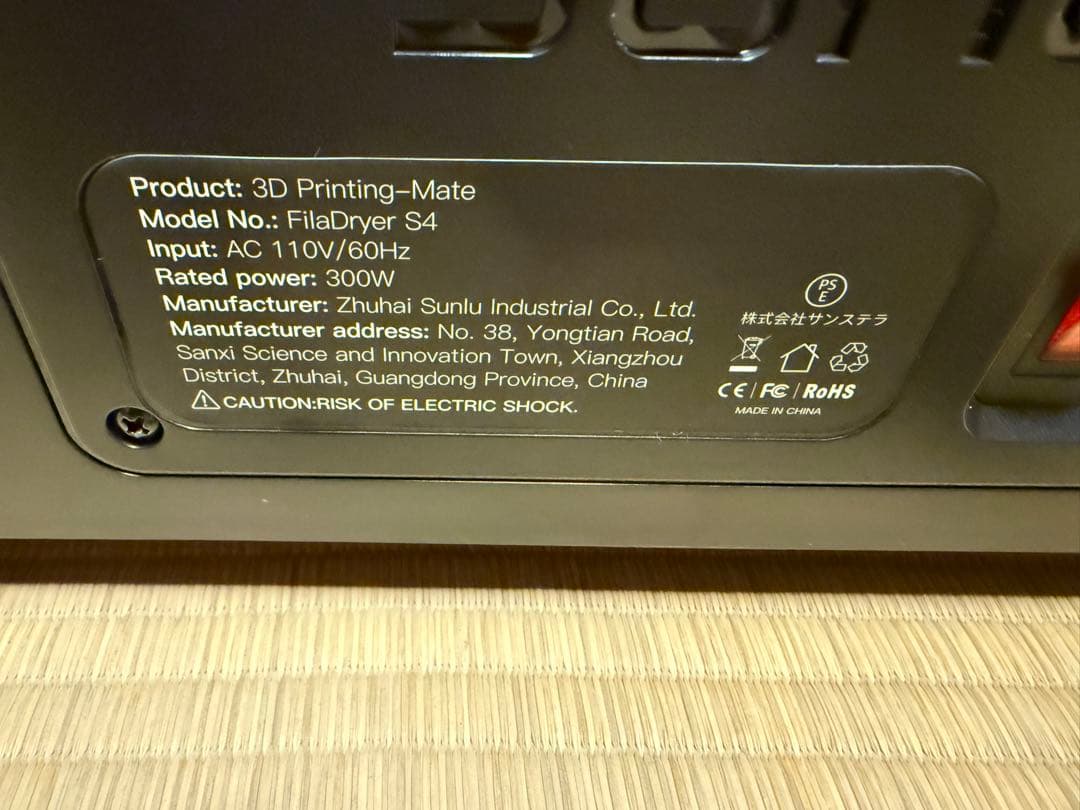 Product: 3D Printing-Mate
Model No.: FilaDryer S4
Input: AC 110V/60Hz
Rated power: 300W
Manufacturer: Zhuhai Sunlu Industrial Co., Ltd.
Manufacturer address: No. 38, Yongtian Road,
Sanxi Science and Innovation Town, Xiangzhou
District, Zhuhai, Guangdong Province, China
CAUTION:RISK OF ELECTRIC SHOCK.
PS
E
株式会社サンステラ
CE / FC / RoHS
MADE IN CHINA